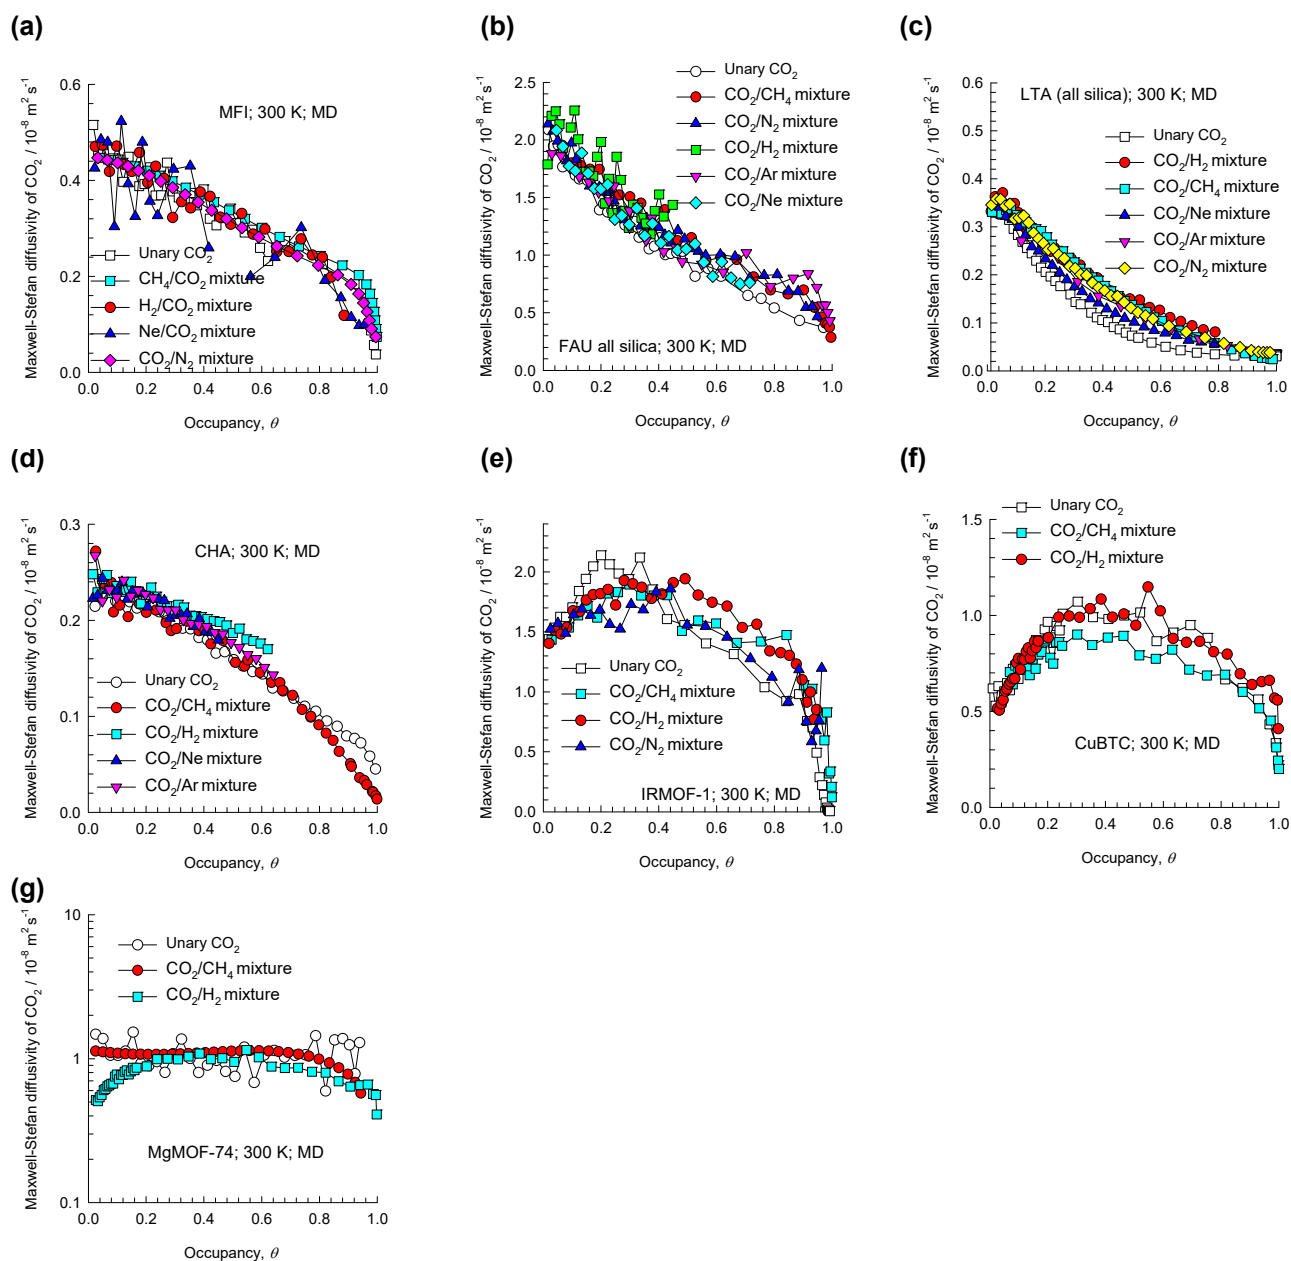 (a)
Maxwell-Stefan diffusivity of CO2 / 10-8 m2 s-1
0.6
0.4
0.2
0.0
MFI; 300 K; MD
Unary CO2
CH4/CO2 mixture
H2/CO2 mixture
Ne/CO2 mixture
CO2/N2 mixture
0.0 0.2 0.4 0.6 0.8 1.0
Occupancy, θ
(b)
Maxwell-Stefan diffusivity of CO2 / 10-8 m2 s-1
2.5
2.0
1.5
1.0
0.5
0.0
Unary CO2
CO2/CH4 mixture
CO2/N2 mixture
CO2/H2 mixture
CO2/Ar mixture
CO2/Ne mixture
FAU all silica; 300 K; MD
0.0 0.2 0.4 0.6 0.8 1.0
Occupancy, θ
(c)
Maxwell-Stefan diffusivity of CO2 / 10-8 m2 s-1
0.6
0.5
0.4
0.3
0.2
0.1
0.0
LTA (all silica); 300 K; MD
Unary CO2
CO2/H2 mixture
CO2/CH4 mixture
CO2/Ne mixture
CO2/Ar mixture
CO2/N2 mixture
0.0 0.2 0.4 0.6 0.8 1.0
Occupancy, θ
(d)
Maxwell-Stefan diffusivity of CO2 / 10-8 m2 s-1
0.3
0.2
0.1
0.0
CHA; 300 K; MD
Unary CO2
CO2/CH4 mixture
CO2/H2 mixture
CO2/Ne mixture
CO2/Ar mixture
0.0 0.2 0.4 0.6 0.8 1.0
Occupancy, θ
(e)
Maxwell-Stefan diffusivity of CO2 / 10-8 m2 s-1
2.5
2.0
1.5
1.0
0.5
0.0
Unary CO2
CO2/CH4 mixture
CO2/H2 mixture
CO2/N2 mixture
IRMOF-1; 300 K; MD
0.0 0.2 0.4 0.6 0.8 1.0
Occupancy, θ
(f)
Maxwell-Stefan diffusivity of CO2 / 10-8 m2 s-1
1.5
1.0
0.5
0.0
Unary CO2
CO2/CH4 mixture
CO2/H2 mixture
CuBTC; 300 K; MD
0.0 0.2 0.4 0.6 0.8 1.0
Occupancy, θ
(g)
Maxwell-Stefan diffusivity of CO2 / 10-8 m2 s-1
10
1
0.1
Unary CO2
CO2/CH4 mixture
CO2/H2 mixture
MgMOF-74; 300 K; MD
0.0 0.2 0.4 0.6 0.8 1.0
Occupancy, θ